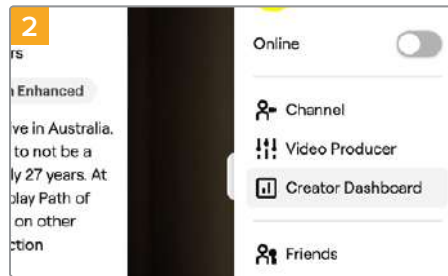 2
rs
Enhanced
ve in Australia.
to not be a
ly 27 years. At
play Path of
on other
ction
Online
Channel
Video Producer
Creator Dashboard
Friends